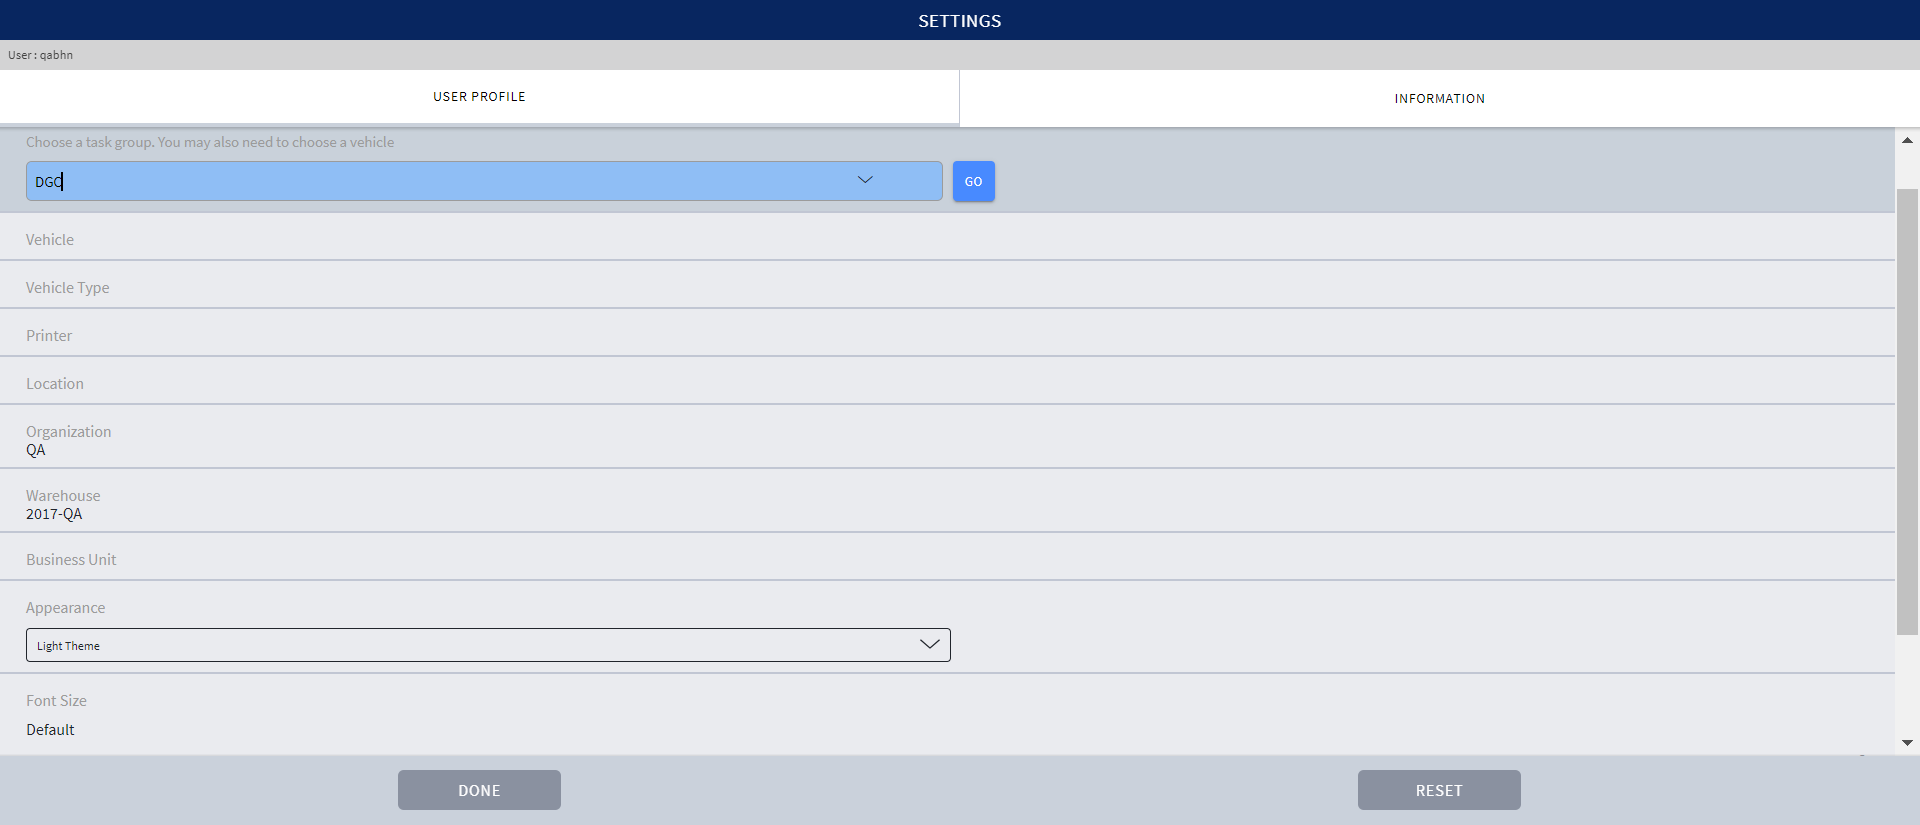 SETTINGS
User : qabhn
USER PROFILE
INFORMATION
Choose a task group. You may also need to choose a vehicle
DGC
GO
Vehicle
Vehicle Type
Printer
Location
Organization
QA
Warehouse
2017-QA
Business Unit
Appearance
Light Theme
Font Size
Default
DONE
RESET